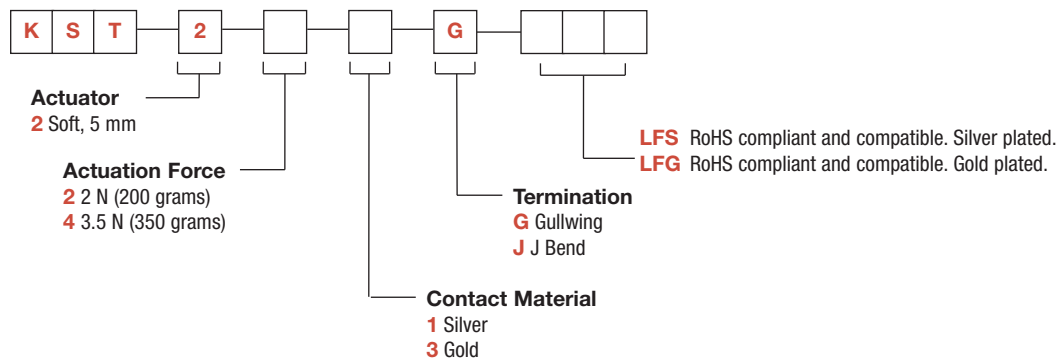 K S T 2 G
Actuator
2 Soft, 5 mm
LFS RoHS compliant and compatible. Silver plated.
LFG RoHS compliant and compatible. Gold plated.
Actuation Force
2 2 N (200 grams)
4 3.5 N (350 grams)
Termination
G Gullwing
J J Bend
Contact Material
1 Silver
3 Gold